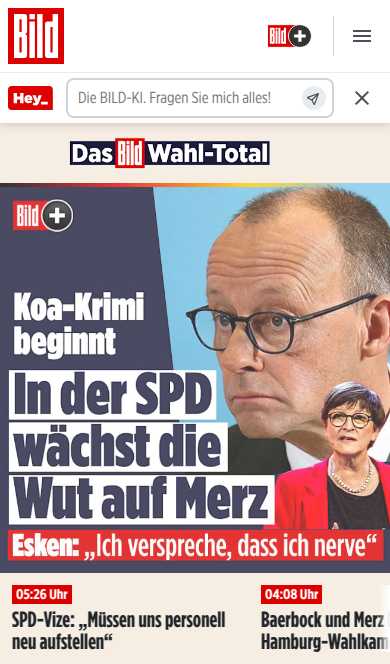 Bild
Bild+
Hey_
Die BILD-KI. Fragen Sie mich alles!
Das Bild Wahl-Total
Bild+
Koa-Krimi
beginnt
In der SPD
wächst die
Wut auf Merz
Esken: „Ich verspreche, dass ich nerve“
05:26 Uhr
SPD-Vize: „Müssen uns personell
neu aufstellen“
04:08 Uhr
Baerbock und Merz
Hamburg-Wahlkam